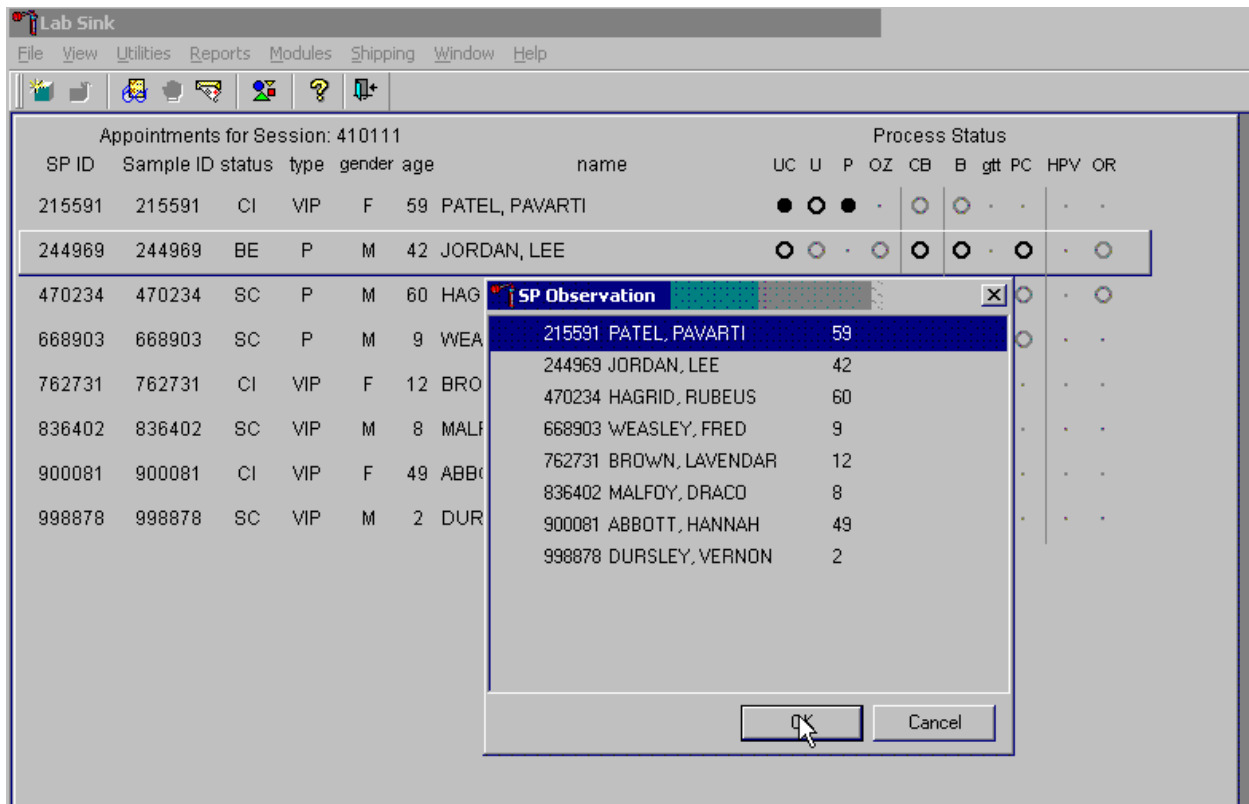 Lab Sink
File View Utilities Reports Modules Shipping Window Help
Appointments for Session: 410111 Process Status
SP ID Sample ID status type gender age name UC U P OZ CB B gtt PC HPV OR
215591 215591 CI VIP F 59 PATEL, PAVARTI
244969 244969 BE P M 42 JORDAN, LEE
470234 470234 SC P M 60 HAG
668903 668903 SC P M 9 WEA
762731 762731 CI VIP F 12 BRO
836402 836402 SC VIP M 8 MALF
900081 900081 CI VIP F 49 ABBO
998878 998878 SC VIP M 2 DUR
SP Observation
215591 PATEL, PAVARTI 59
244969 JORDAN, LEE 42
470234 HAGRID, RUBEUS 60
668903 WEASLEY, FRED 9
762731 BROWN, LAVENDAR 12
836402 MALFOY, DRACO 8
900081 ABBOTT, HANNAH 49
998878 DURSLEY, VERNON 2
OK Cancel